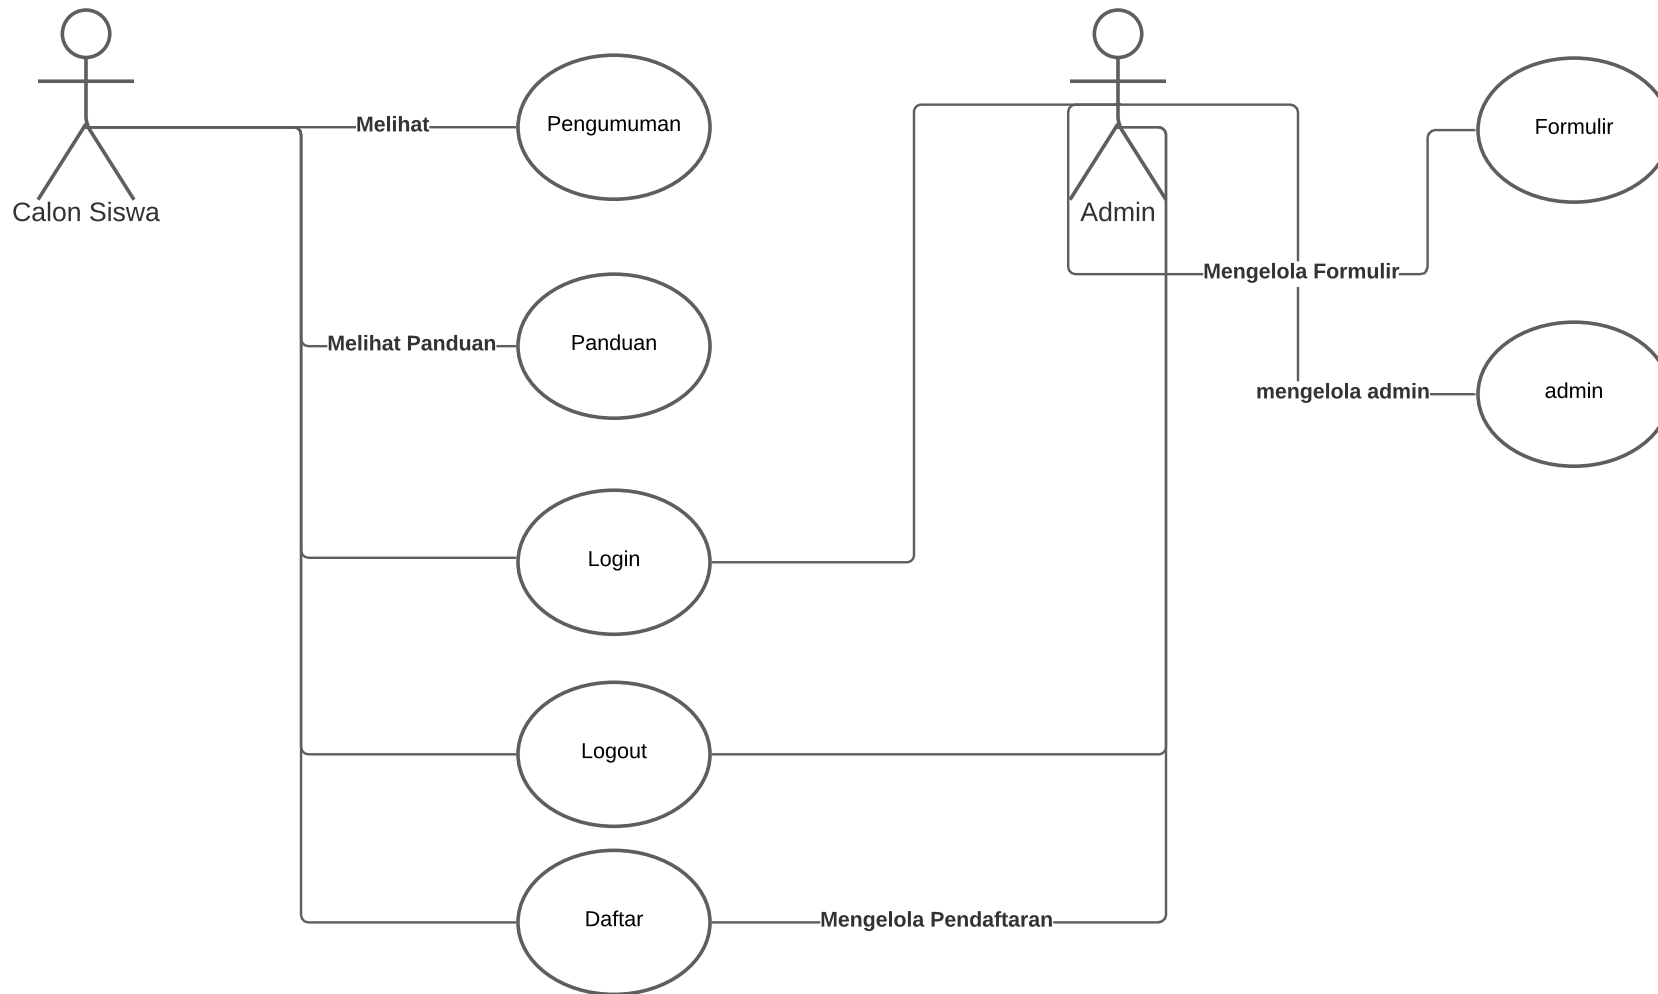 Melihat
Pengumuman
Formulir
Calon Siswa
Admin
Mengelola Formulir
Melihat Panduan
Panduan
mengelola admin
admin
Login
Logout
Daftar
Mengelola Pendaftaran